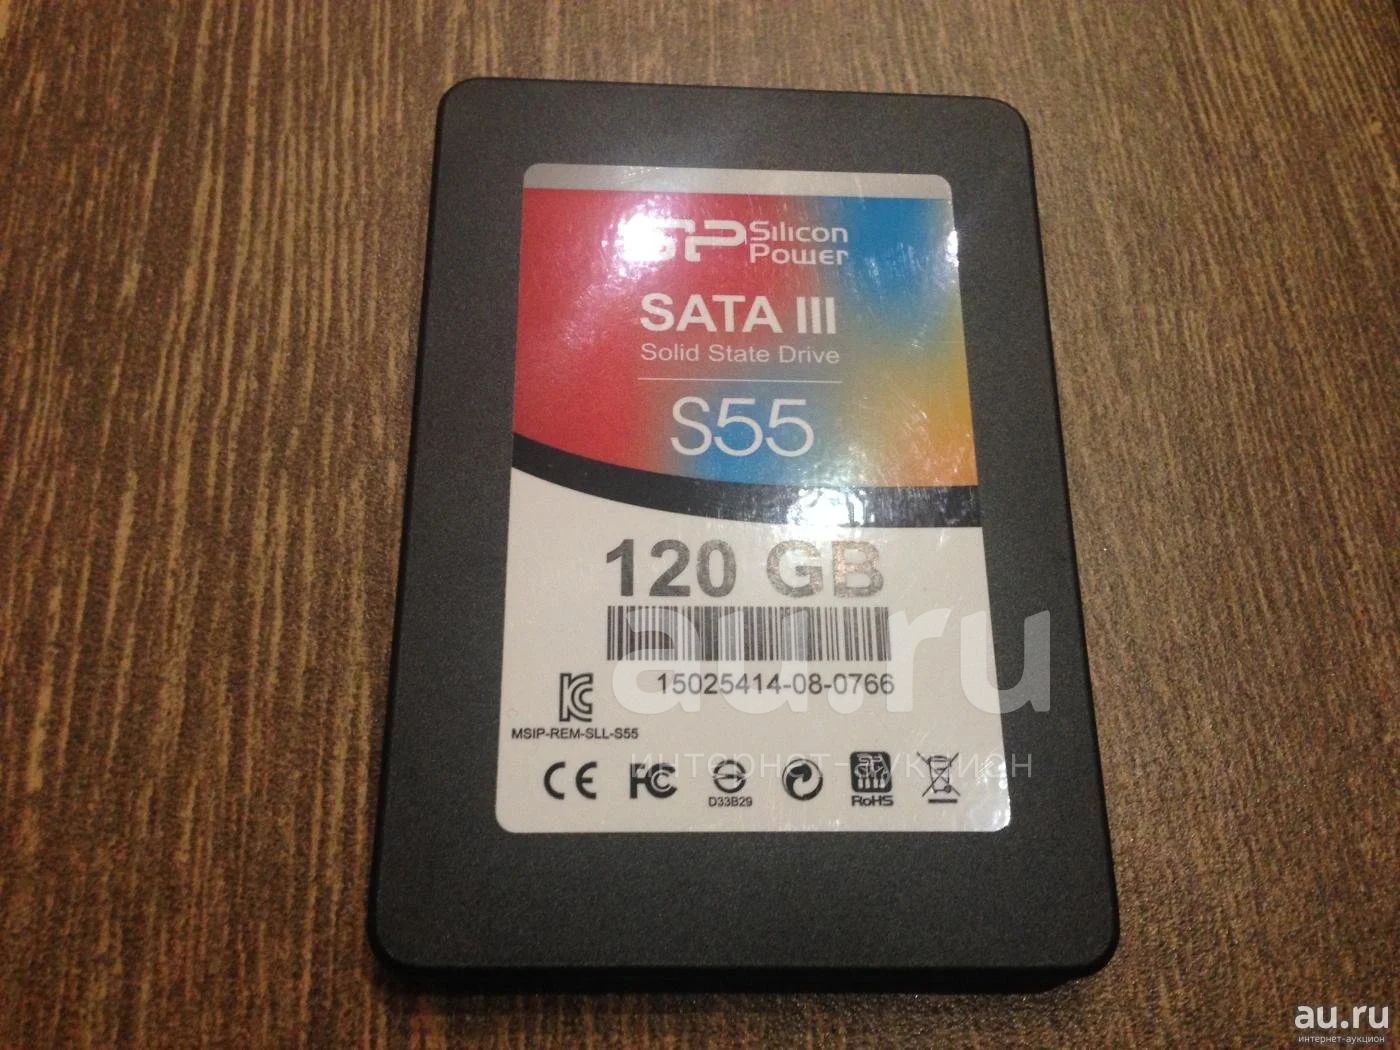 SP Silicon
Power
SATA III
Solid State Drive
S55
120 GB
15025414-08-0766
MSIP-REM-SLL-S55
CE FC D33B29 RoHS
au.ru
интернет-аукцион
au.ru
интернет-аукцион